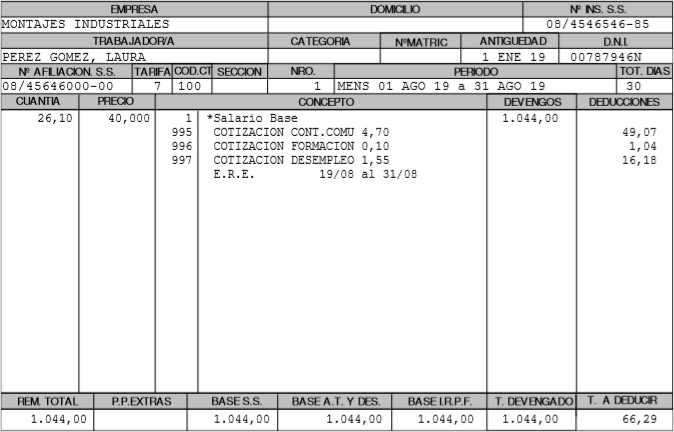 EMPRESA DOMICILIO Nº INS. S.S.
MONTAJES INDUSTRIALES 08/4546546-85
TRABAJADOR/A CATEGORIA NºMATRIC ANTIGUEDAD D.N.I.
PEREZ GOMEZ, LAURA 1 ENE 19 00787946N
Nº AFILIACION. S.S. TARIFA COD.CT SECCION NRO. PERIODO TOT. DIAS
08/45646000-00 7 100 1 MENS 01 AGO 19 a 31 AGO 19 30
CUANTIA PRECIO CONCEPTO DEVENGOS DEDUCCIONES
26,10 40,000 1 *Salario Base 1.044,00
995 COTIZACION CONT.COMU 4,70 49,07
996 COTIZACION FORMACION 0,10 1,04
997 COTIZACION DESEMPLEO 1,55 16,18
E.R.E. 19/08 al 31/08
REM. TOTAL P.P.EXTRAS BASE S.S. BASE A.T. Y DES. BASE I.R.P.F. T. DEVENGADO T. A DEDUCIR
1.044,00 1.044,00 1.044,00 1.044,00 1.044,00 66,29